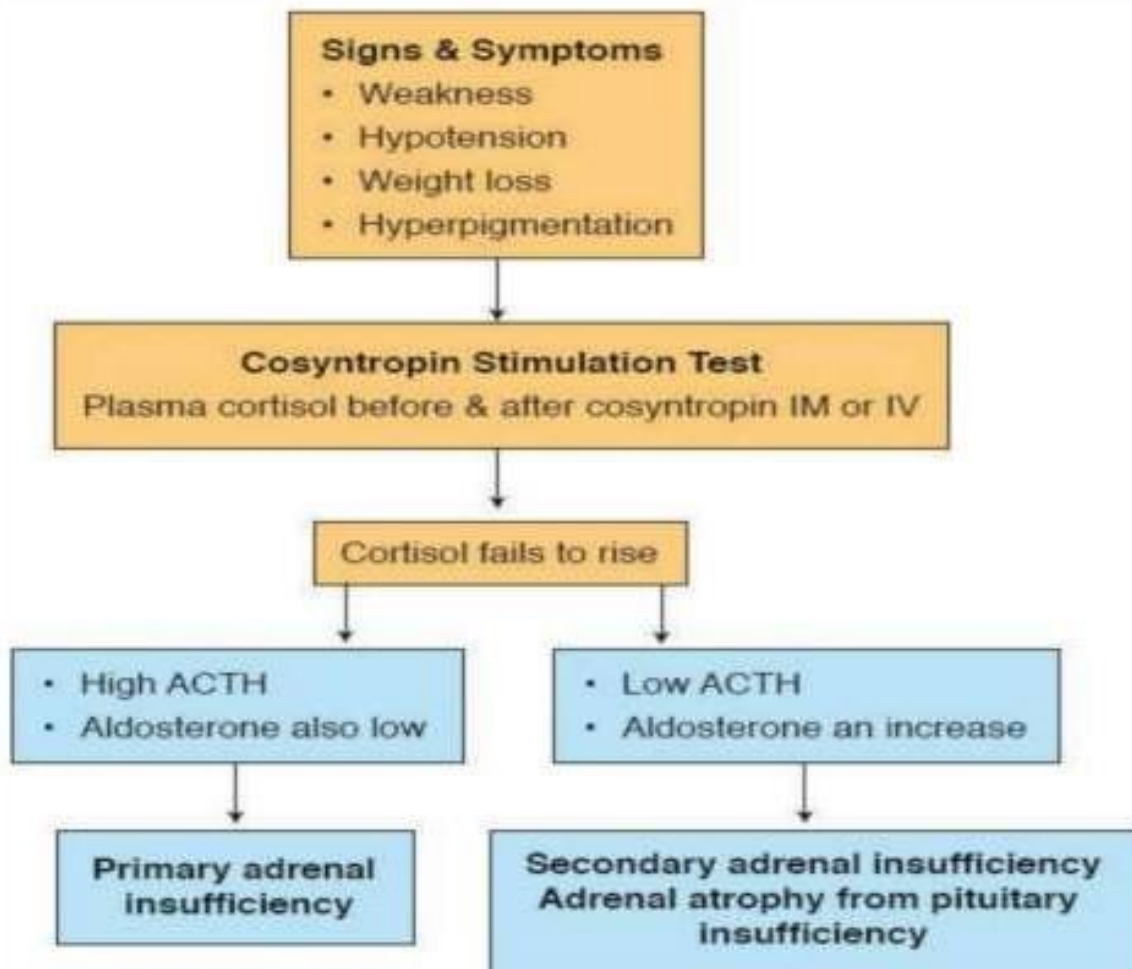 Signs & Symptoms
• Weakness
• Hypotension
• Weight loss
• Hyperpigmentation
Cosyntropin Stimulation Test
Plasma cortisol before & after cosyntropin IM or IV
Cortisol fails to rise
• High ACTH
• Aldosterone also low
• Low ACTH
• Aldosterone an increase
Primary adrenal
insufficiency
Secondary adrenal insufficiency
Adrenal atrophy from pituitary
insufficiency